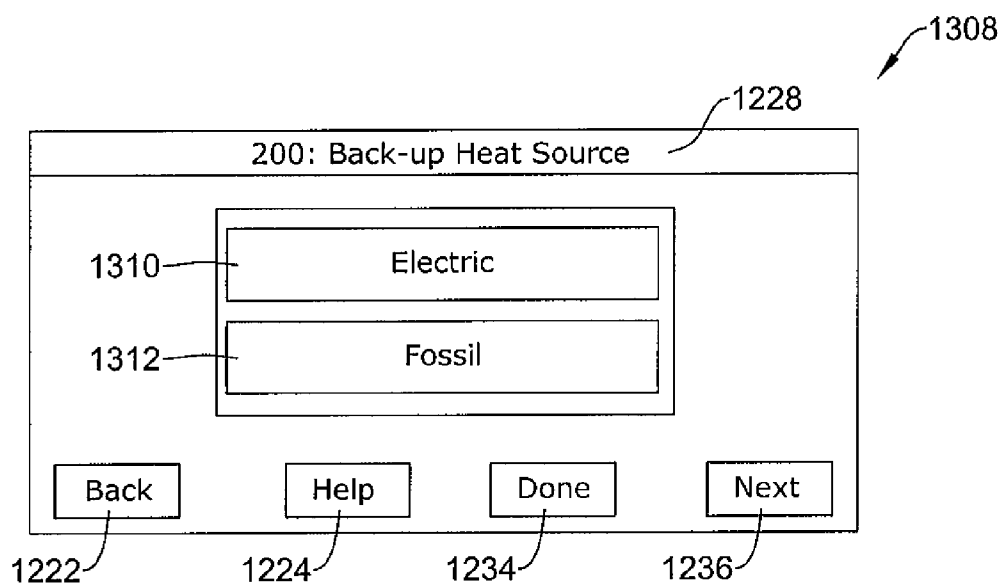 1308
1228
200: Back-up Heat Source
1310
Electric
1312
Fossil
Back
Help
Done
Next
1222
1224
1234
1236